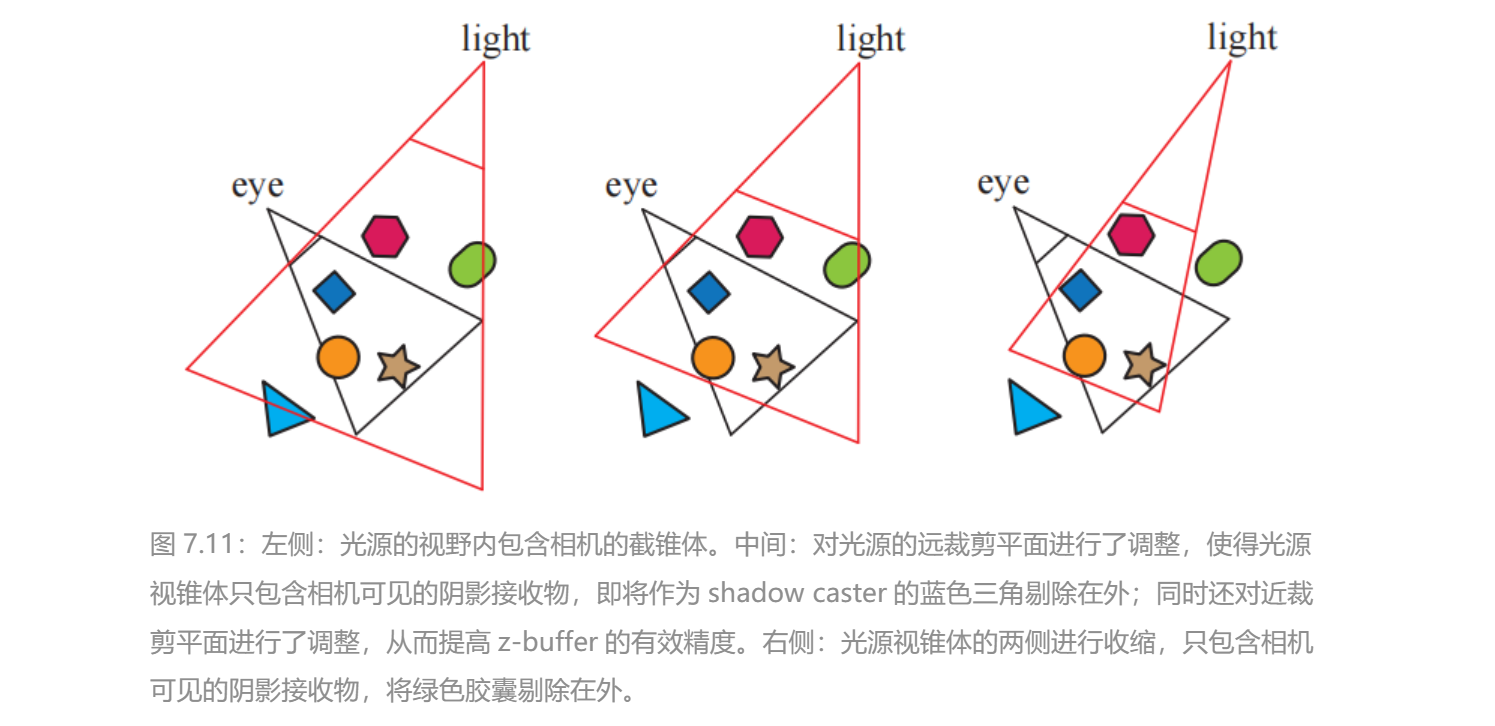 light
light
light
eye
eye
eye
图 7.11：左侧：光源的视野内包含相机的截锥体。中间：对光源的远裁剪平面进行了调整，使得光源
视锥体只包含相机可见的阴影接收物，即将作为 shadow caster 的蓝色三角剔除在外；同时还对近裁
剪平面进行了调整，从而提高 z-buffer 的有效精度。右侧：光源视锥体的两侧进行收缩，只包含相机
可见的阴影接收物，将绿色胶囊剔除在外。